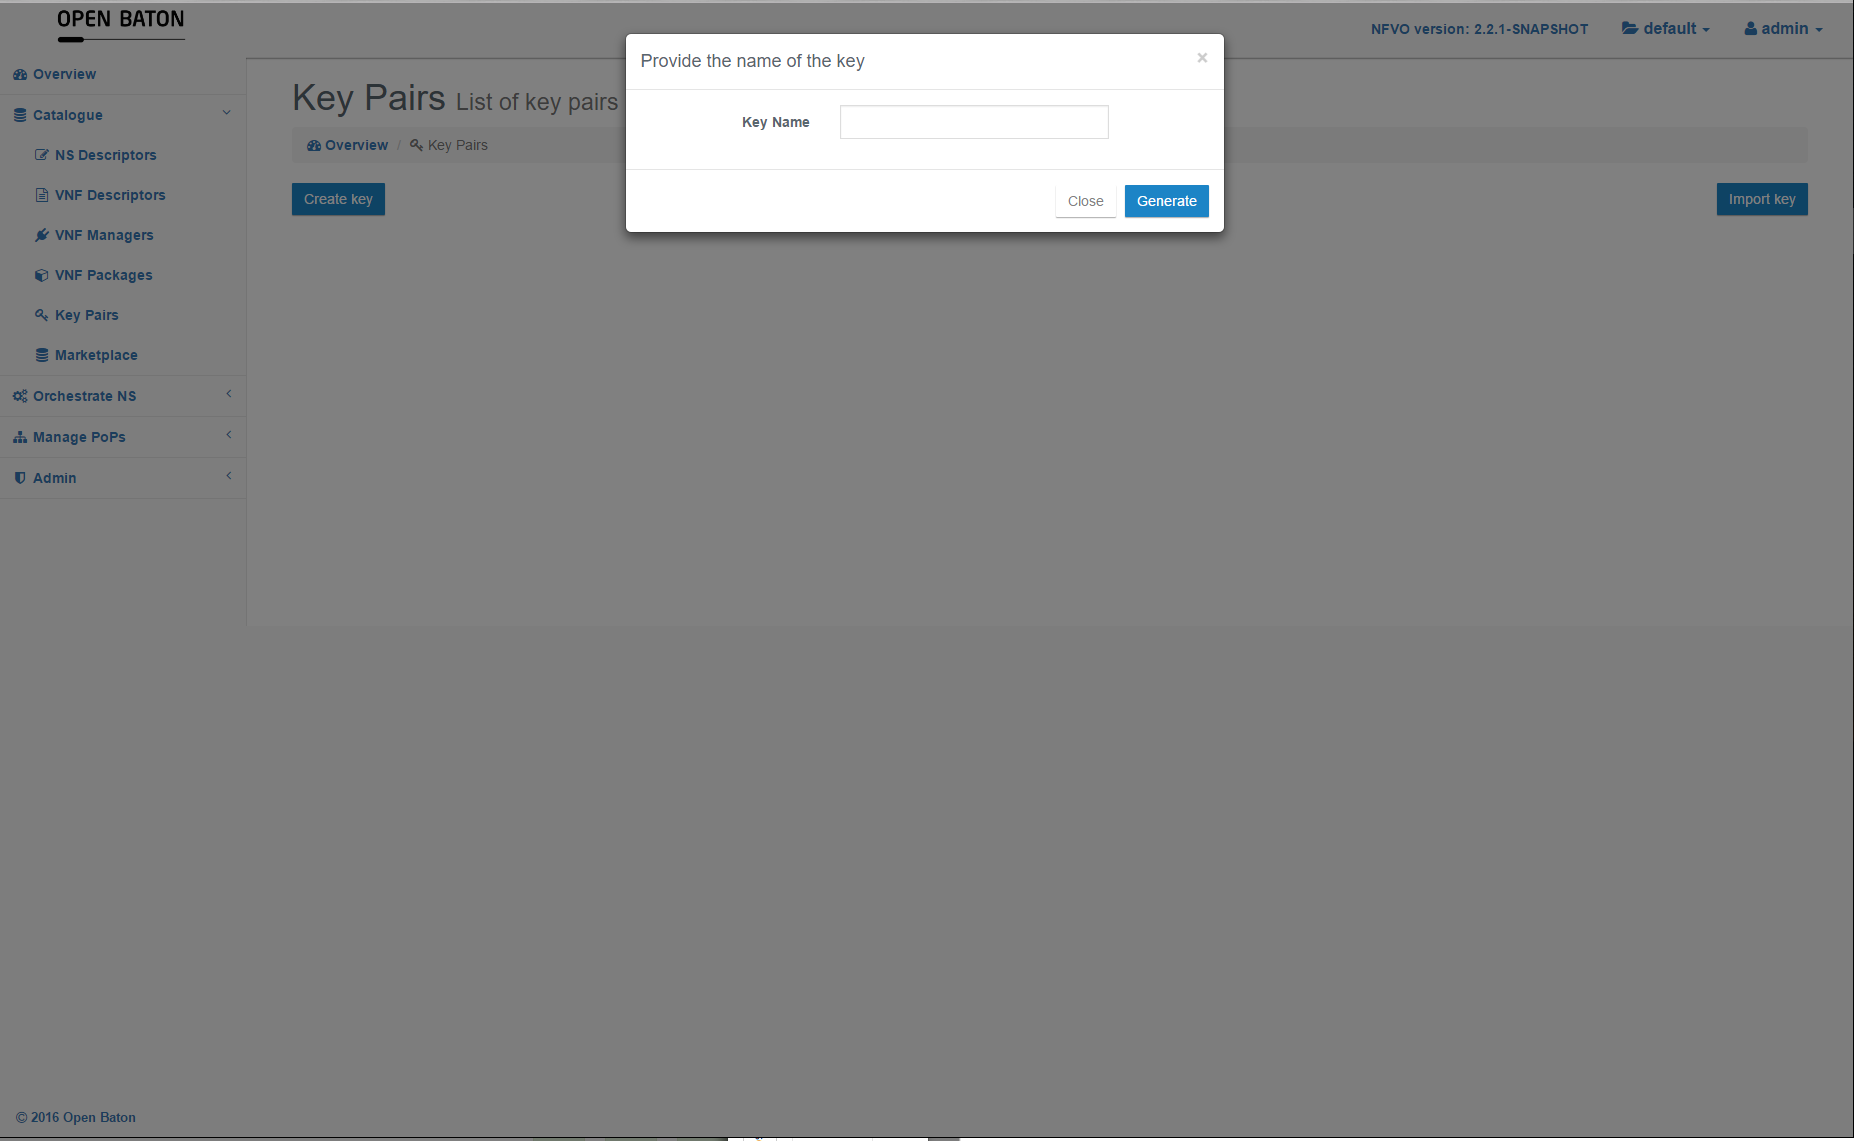 OPEN BATON
NFVO version: 2.2.1-SNAPSHOT
default
admin
Overview
Catalogue
NS Descriptors
VNF Descriptors
VNF Managers
VNF Packages
Key Pairs
Marketplace
Orchestrate NS
Manage PoPs
Admin
Key Pairs List of key pairs
Overview / Key Pairs
Create key
Import key
Provide the name of the key
×
Key Name
Close
Generate
© 2016 Open Baton